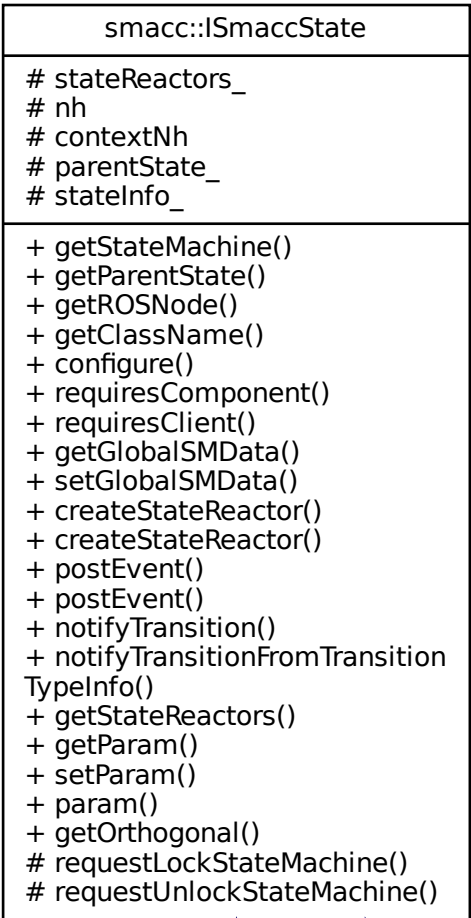 smacc::ISmaccState
# stateReactors_
# nh
# contextNh
# parentState_
# stateInfo_
+ getStateMachine()
+ getParentState()
+ getROSNode()
+ getClassName()
+ configure()
+ requiresComponent()
+ requiresClient()
+ getGlobalSMData()
+ setGlobalSMData()
+ createStateReactor()
+ createStateReactor()
+ postEvent()
+ postEvent()
+ notifyTransition()
+ notifyTransitionFromTransition
TypeInfo()
+ getStateReactors()
+ getParam()
+ setParam()
+ param()
+ getOrthogonal()
# requestLockStateMachine()
# requestUnlockStateMachine()